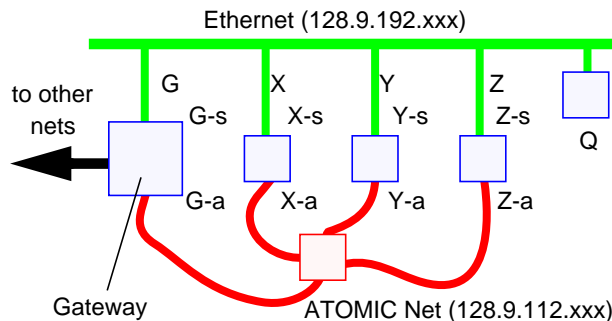 Ethernet (128.9.192.xxx)
G X Y Z
to other
nets
G-s X-s Y-s Z-s
Q
G-a X-a Y-a Z-a
Gateway
ATOMIC Net (128.9.112.xxx)